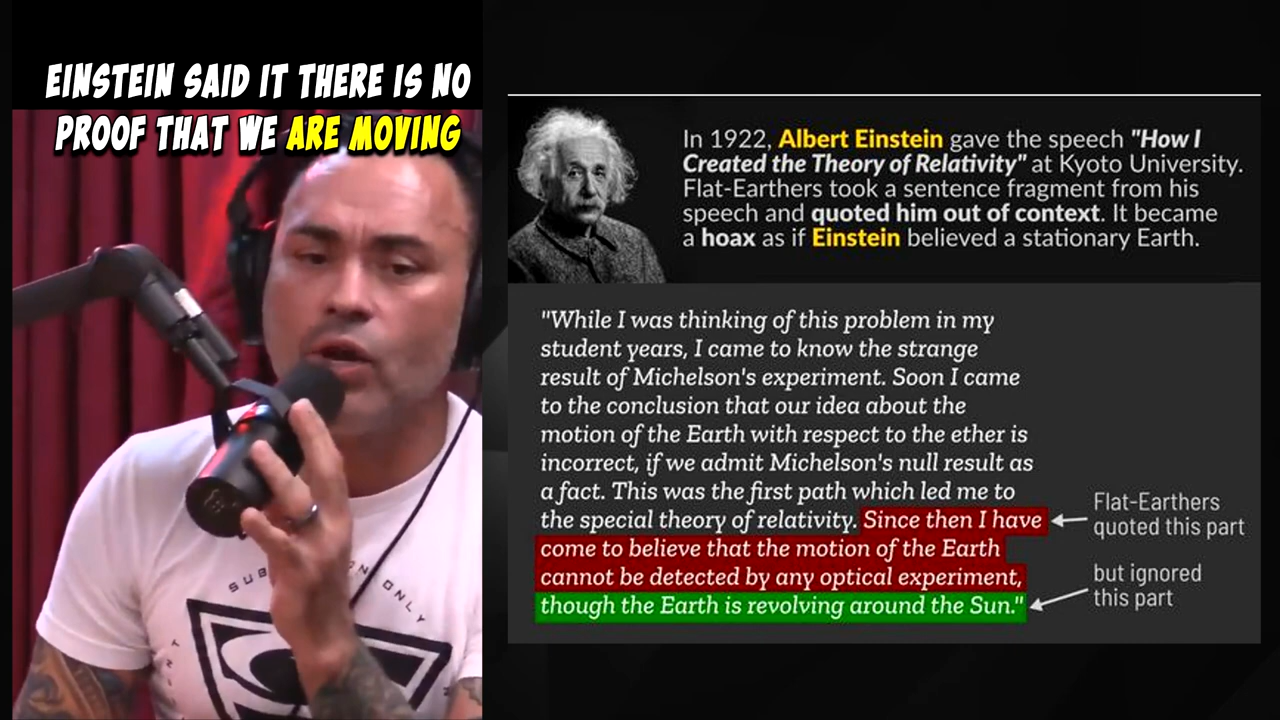 EINSTEIN SAID IT THERE IS NO
PROOF THAT WE ARE MOVING
In 1922, Albert Einstein gave the speech "How I
Created the Theory of Relativity" at Kyoto University.
Flat-Earthers took a sentence fragment from his
speech and quoted him out of context. It became
a hoax as if Einstein believed a stationary Earth.
"While I was thinking of this problem in my
student years, I came to know the strange
result of Michelson's experiment. Soon I came
to the conclusion that our idea about the
motion of the Earth with respect to the ether is
incorrect, if we admit Michelson's null result as
a fact. This was the first path which led me to
the special theory of relativity. Since then I have
come to believe that the motion of the Earth
cannot be detected by any optical experiment,
though the Earth is revolving around the Sun."
Flat-Earthers
quoted this part
but ignored
this part
ON ONLY